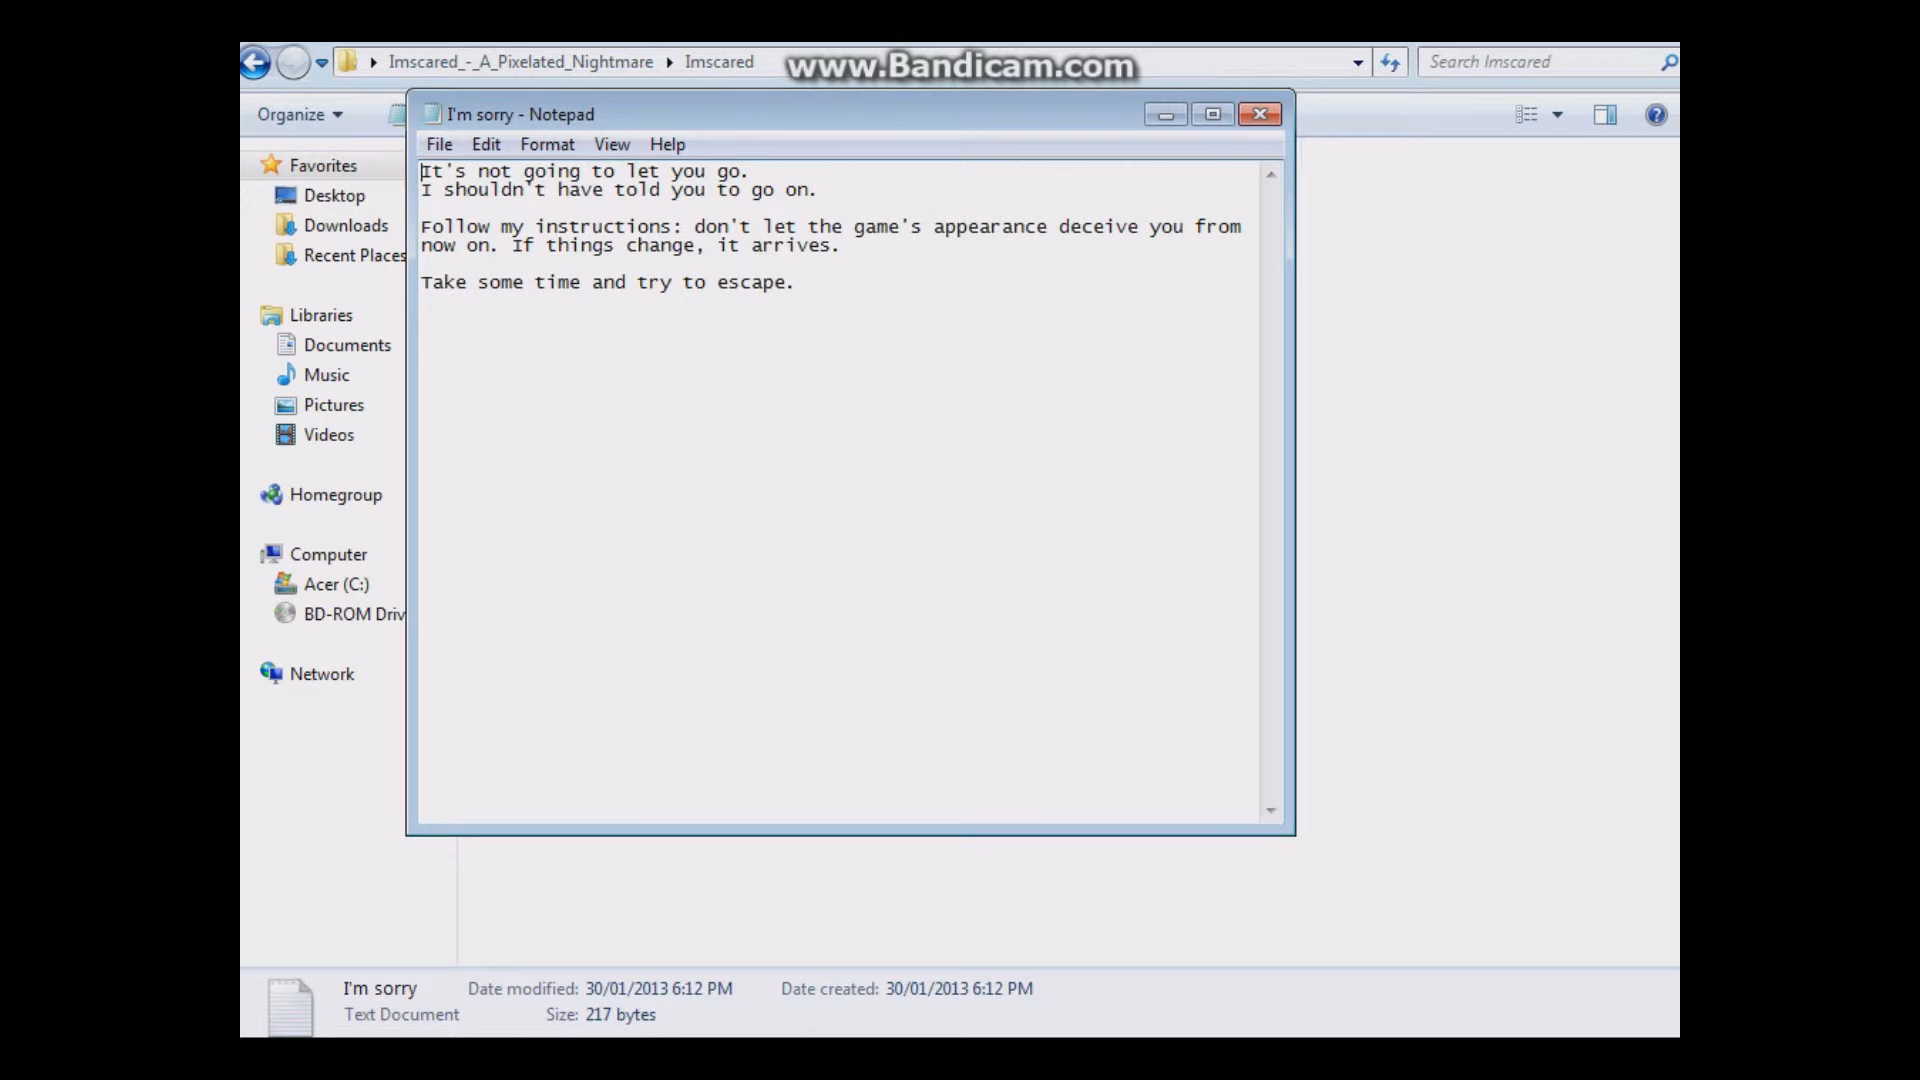 Imscared_-_A_Pixelated_Nightmare Imscared www.Bandicam.com Search Imscared
Organize
I'm sorry - Notepad
File Edit Format View Help
It's not going to let you go.
I shouldn't have told you to go on.
Follow my instructions: don't let the game's appearance deceive you from
now on. If things change, it arrives.
Take some time and try to escape.
Favorites
Desktop
Downloads
Recent Places
Libraries
Documents
Music
Pictures
Videos
Homegroup
Computer
Acer (C:)
BD-ROM Driv
Network
I'm sorry Date modified: 30/01/2013 6:12 PM Date created: 30/01/2013 6:12 PM
Text Document Size: 217 bytes